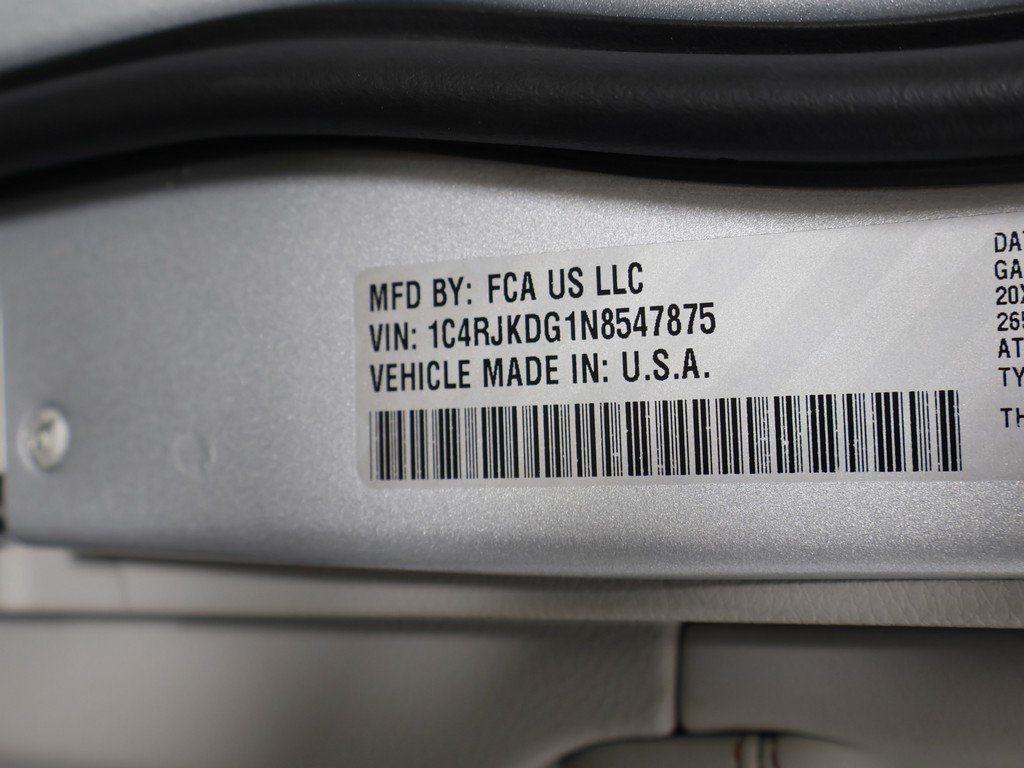 MFD BY: FCA US LLC
VIN: 1C4RJKDG1N8547875
VEHICLE MADE IN: U.S.A.